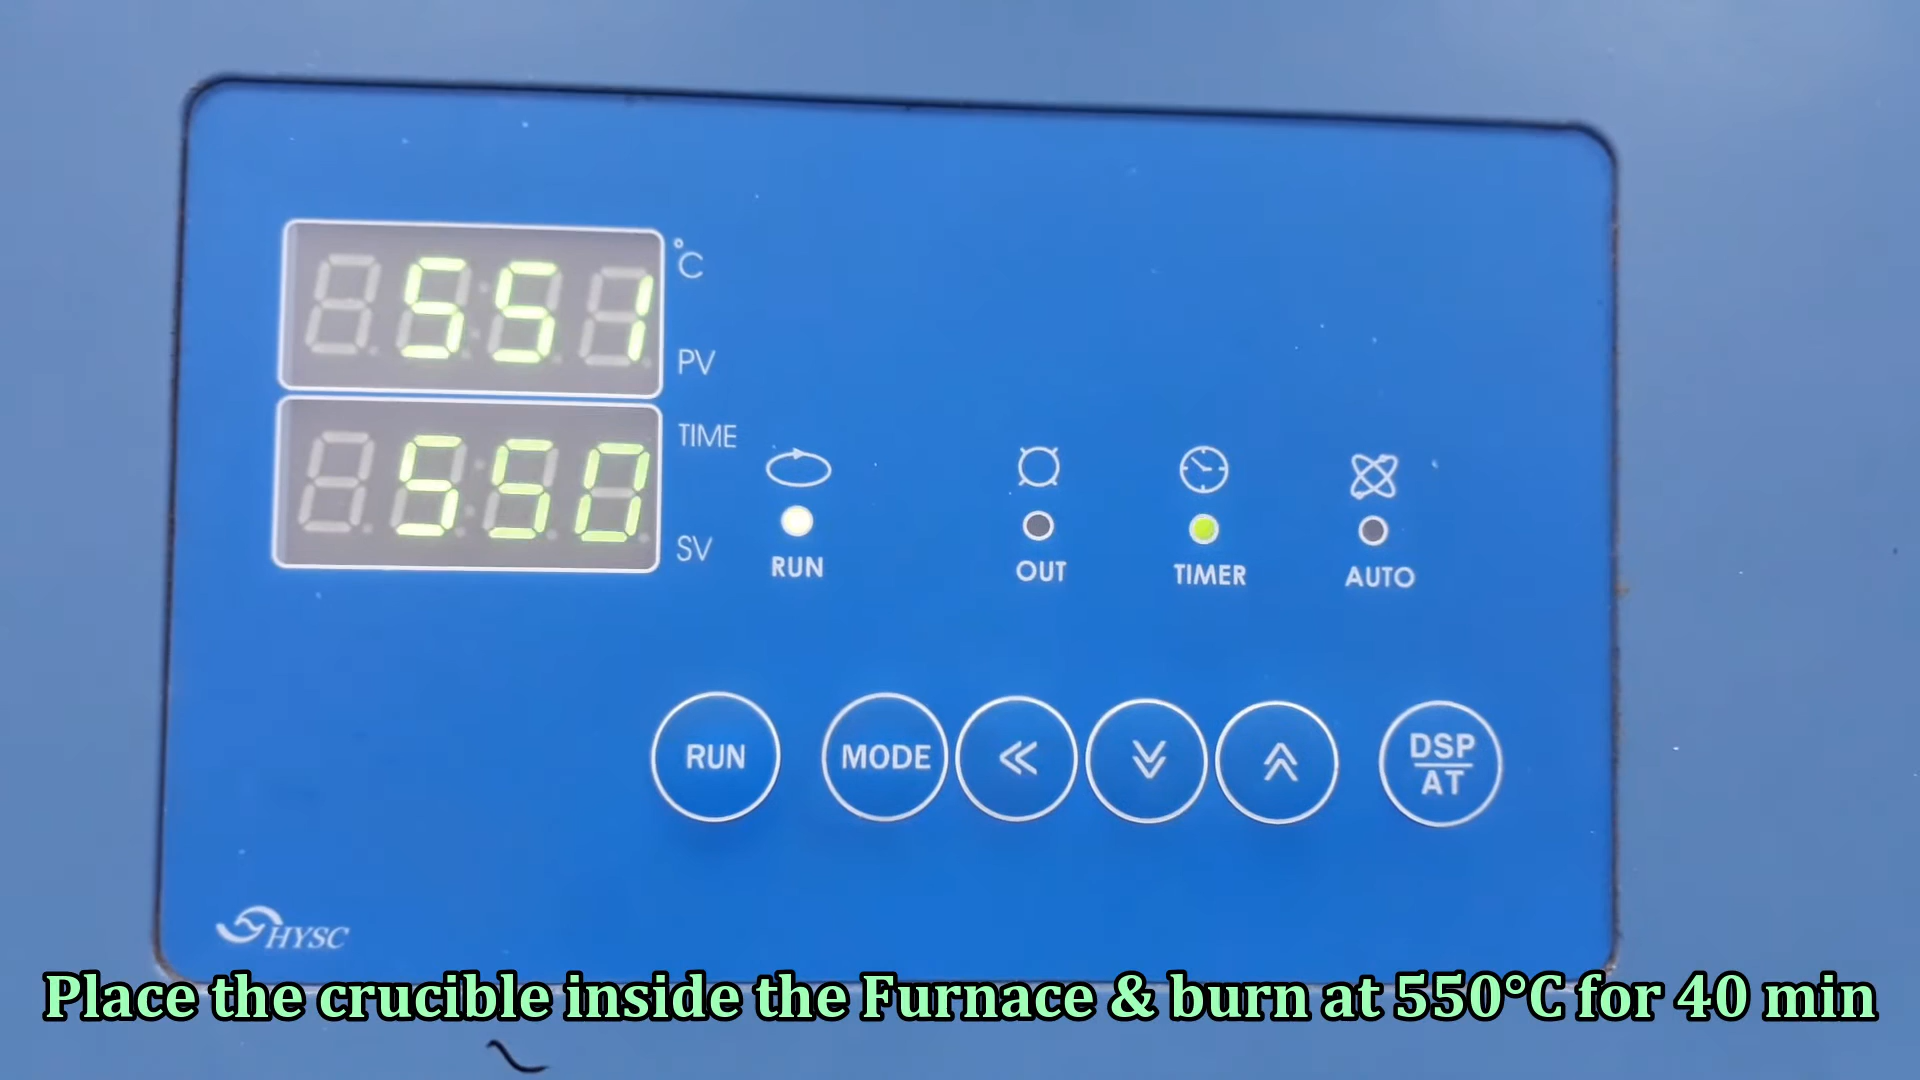 551
°C
PV
550
TIME
SV
RUN
OUT
TIMER
AUTO
RUN
MODE
DSP
AT
HYSC
Place the crucible inside the Furnace & burn at 550°C for 40 min